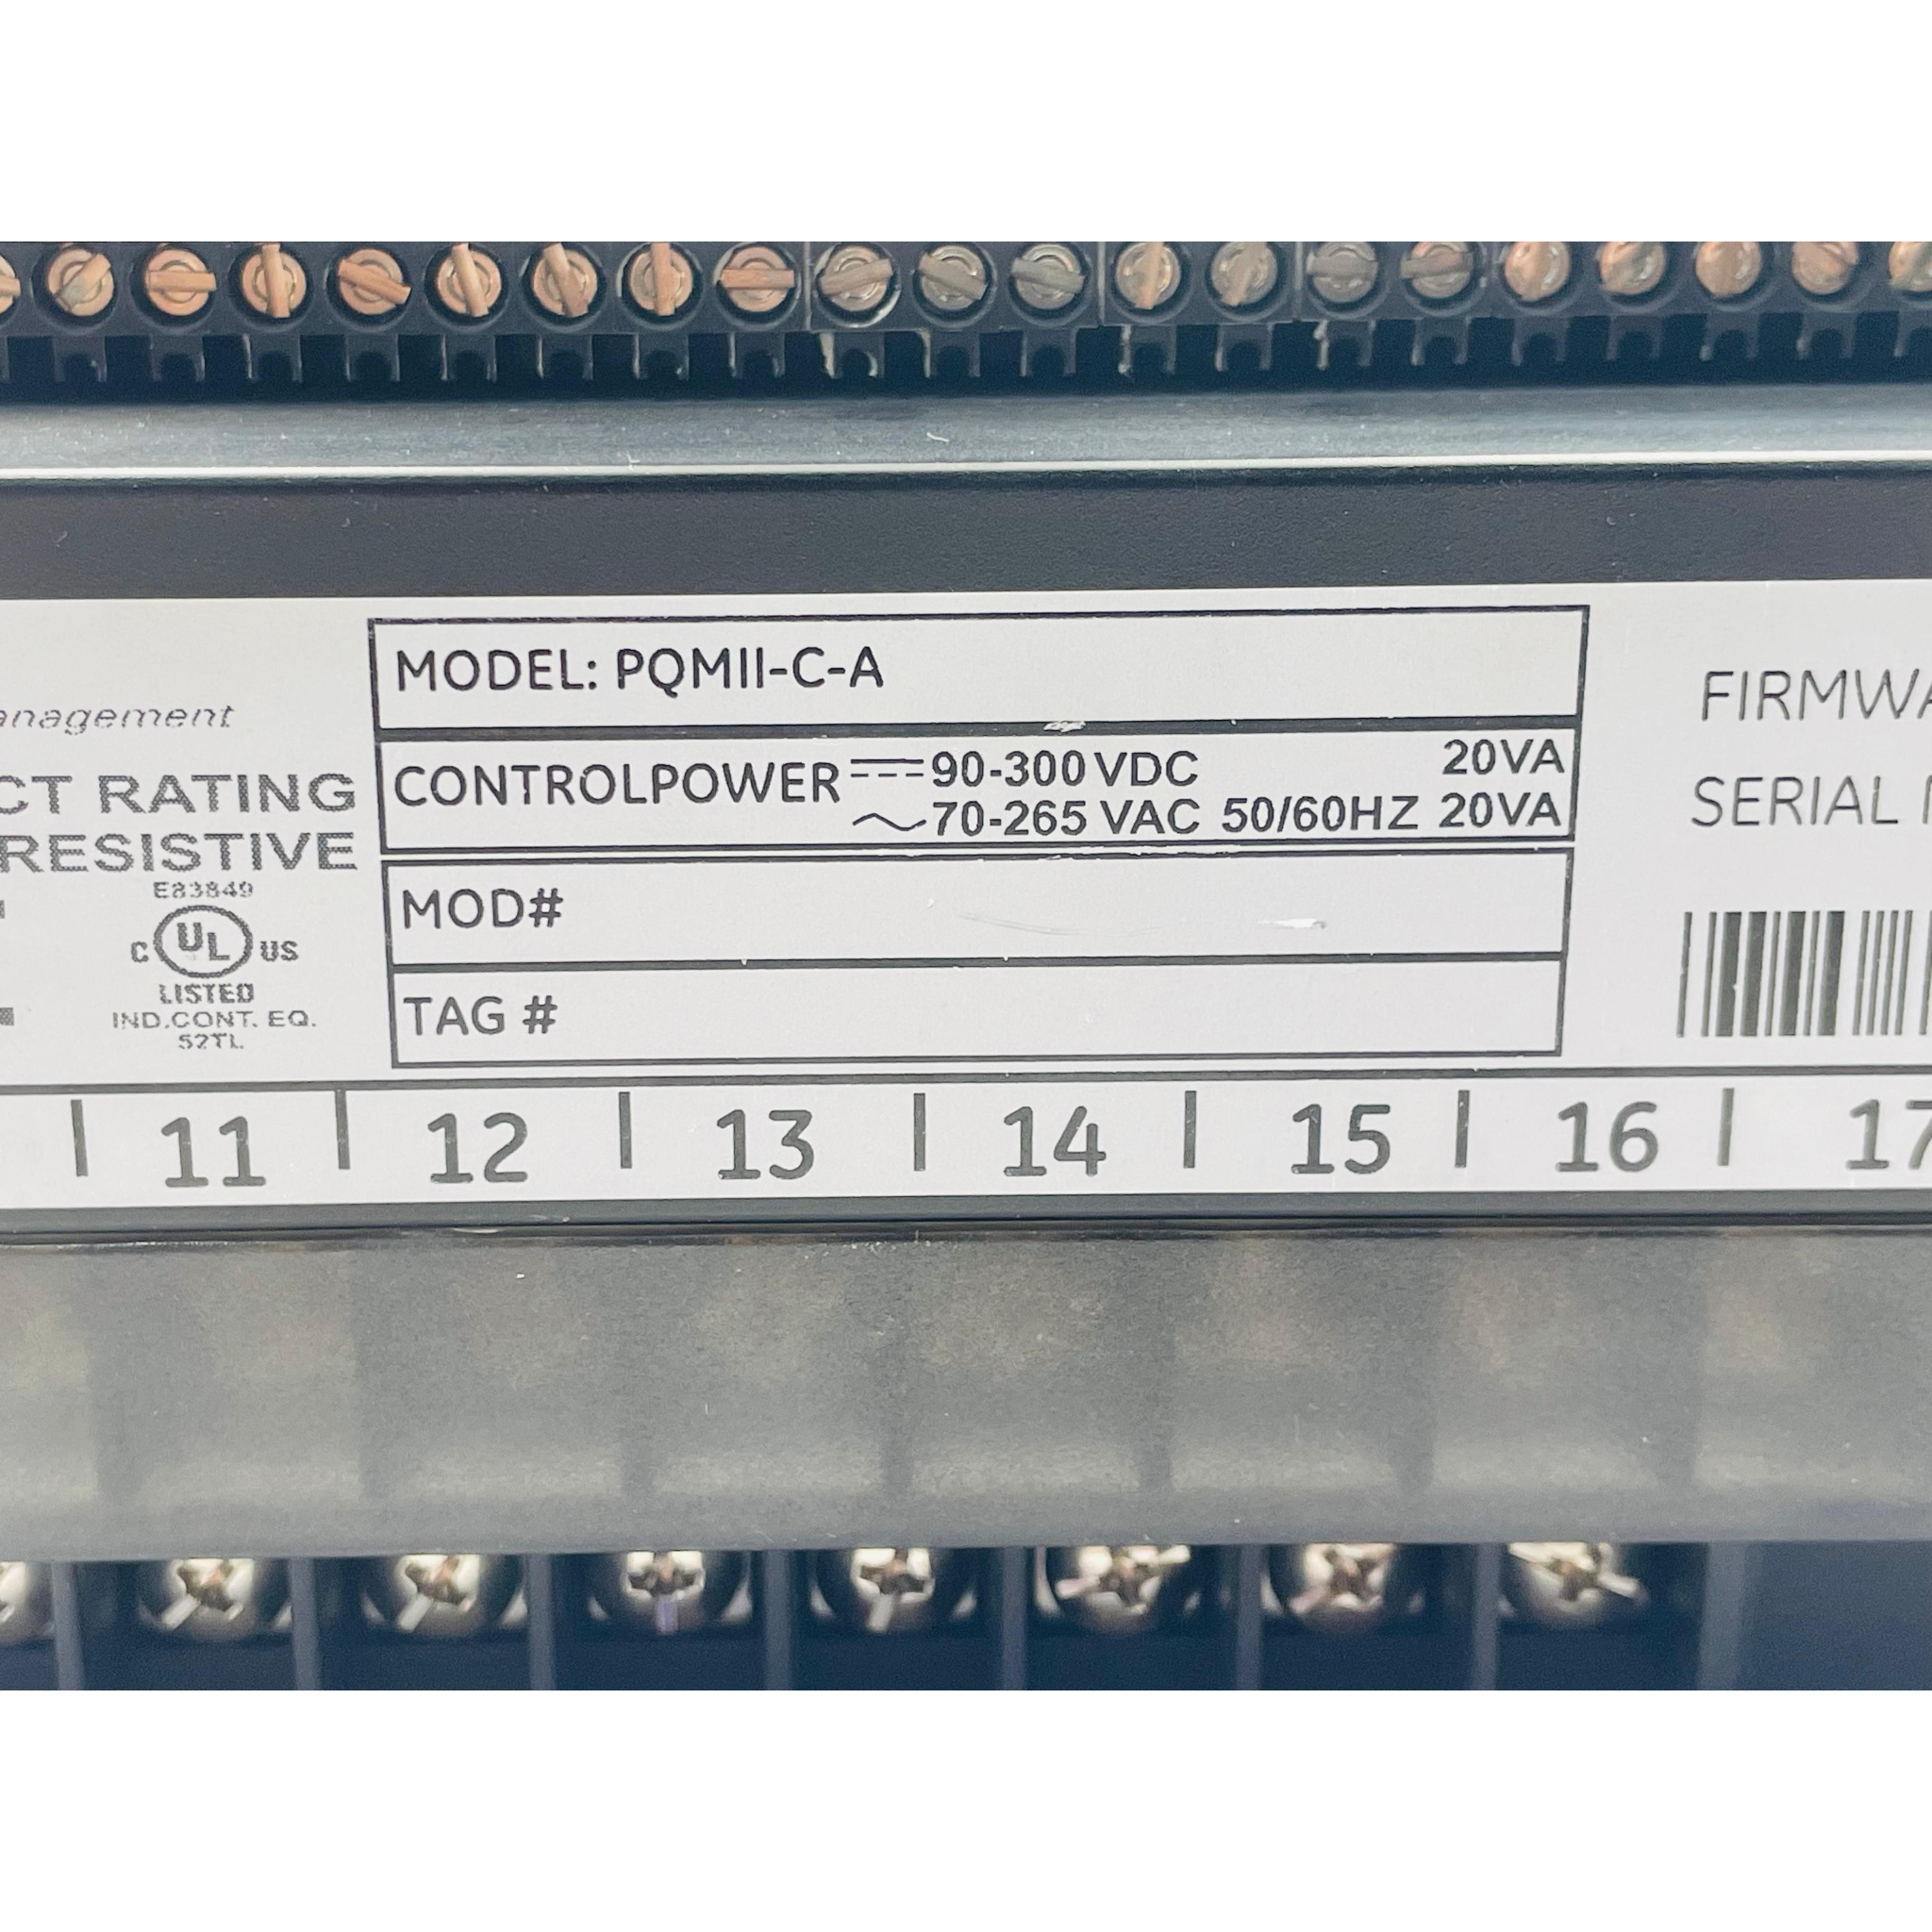 anagement
CT RATING
RESISTIVE
E83849
C UL US
LISTED
IND.CONT. EQ.
52TL
MODEL: PQMII-C-A
CONTROLPOWER 90-300 VDC 20VA
70-265 VAC 50/60HZ 20VA
MOD#
TAG #
FIRMWA
SERIAL
11 | 12 | 13 | 14 | 15 | 16 | 17